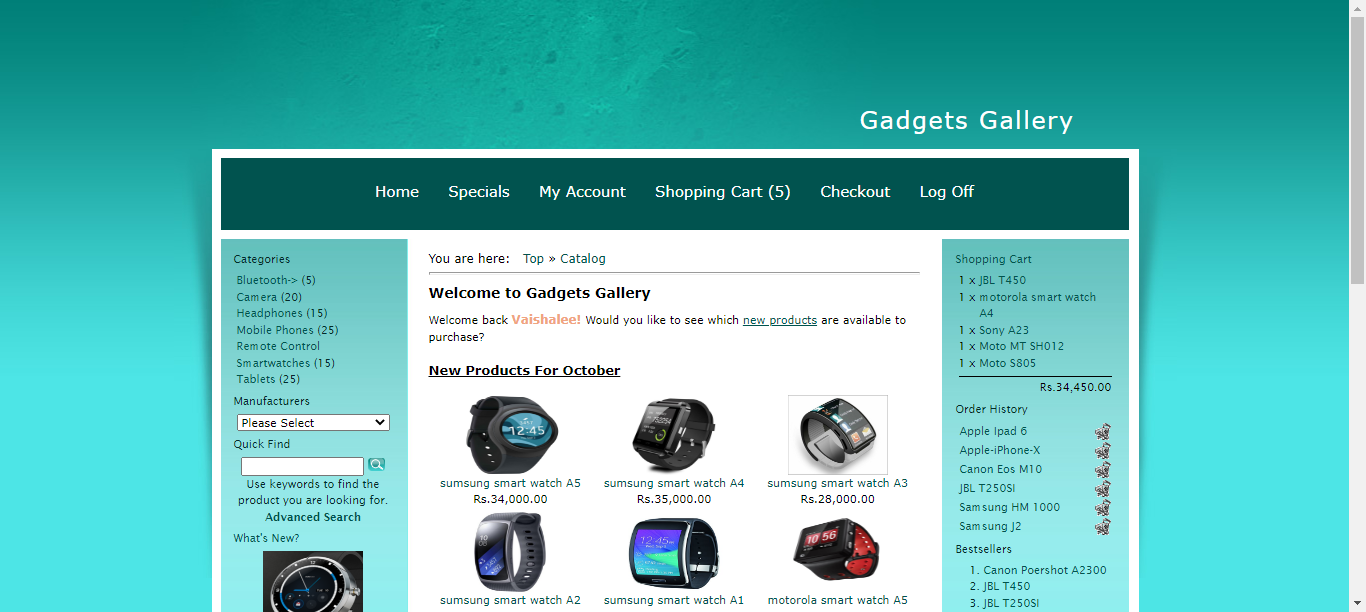 Gadgets Gallery
Home
Specials
My Account
Shopping Cart (5)
Checkout
Log Off
Categories
Bluetooth-> (5)
Camera (20)
Headphones (15)
Mobile Phones (25)
Remote Control
Smartwatches (15)
Tablets (25)
Manufacturers
Please Select
Quick Find
Use keywords to find the
product you are looking for.
Advanced Search
What's New?
You are here: Top » Catalog
Welcome to Gadgets Gallery
Welcome back Vaishalee! Would you like to see which new products are available to
purchase?
New Products For October
sumsung smart watch A5
Rs.34,000.00
sumsung smart watch A4
Rs.35,000.00
sumsung smart watch A3
Rs.28,000.00
sumsung smart watch A2
sumsung smart watch A1
motorola smart watch A5
Shopping Cart
1 x JBL T450
1 x motorola smart watch
A4
1 x Sony A23
1 x Moto MT SH012
1 x Moto S805
Rs.34,450.00
Order History
Apple Ipad 6
Apple-iPhone-X
Canon Eos M10
JBL T250SI
Samsung HM 1000
Samsung J2
Bestsellers
1. Canon Poershot A2300
2. JBL T450
3. JBL T250SI